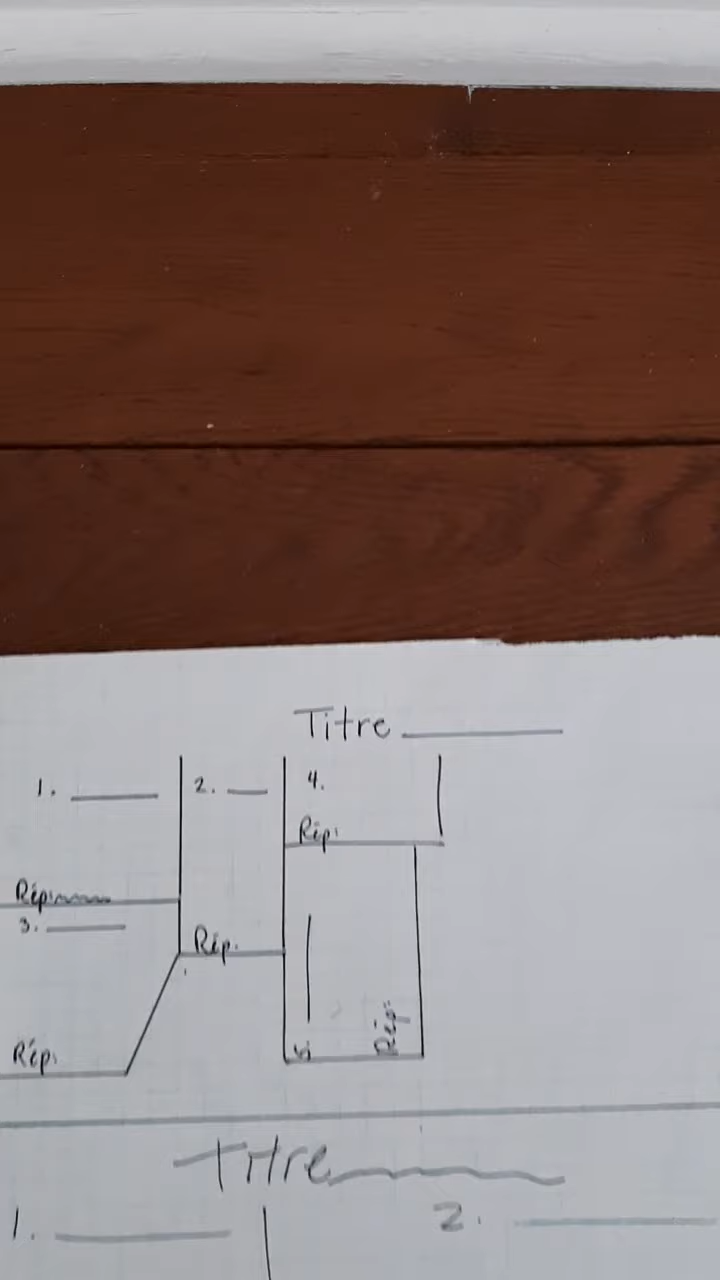 Titre
1.
2.
4.
Rép:
Rép:
3.
Rép.
Rép.
5.
Rép:
Titre
1.
2.